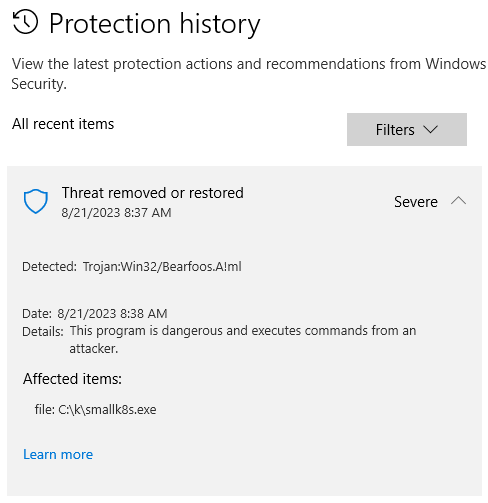 Protection history
View the latest protection actions and recommendations from Windows
Security.
All recent items
Filters
Threat removed or restored
8/21/2023 8:37 AM
Severe
Detected: Trojan:Win32/Bearfoos.A!ml
Date: 8/21/2023 8:38 AM
Details: This program is dangerous and executes commands from an
attacker.
Affected items:
file: C:\k\smallk8s.exe
Learn more